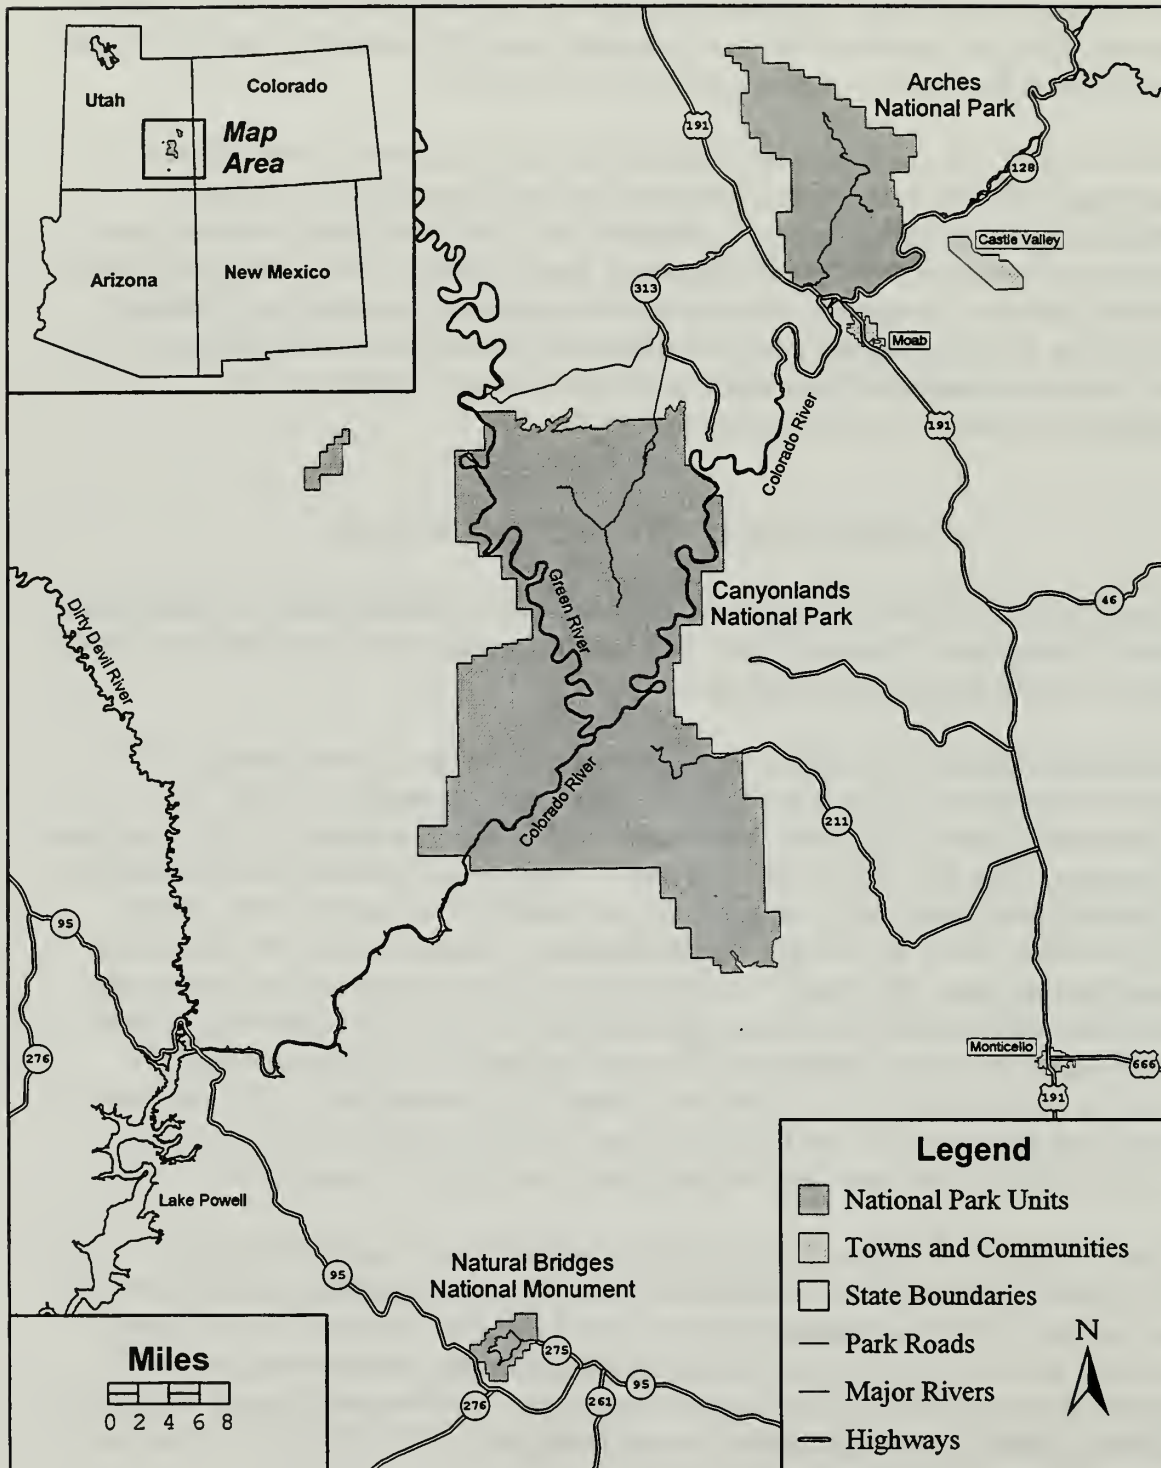 Utah
Colorado
Map
Area
Arizona
New Mexico
Arches
National Park
191
128
Castle Valley
313
Moab
191
Colorado River
Green River
Canyonlands
National Park
46
Dirty Devil River
Colorado River
211
95
276
Monticello
666
191
Lake Powell
95
Natural Bridges
National Monument
275
95
276
261
Miles
0 2 4 6 8
Legend
National Park Units
Towns and Communities
State Boundaries
Park Roads
Major Rivers
Highways
N